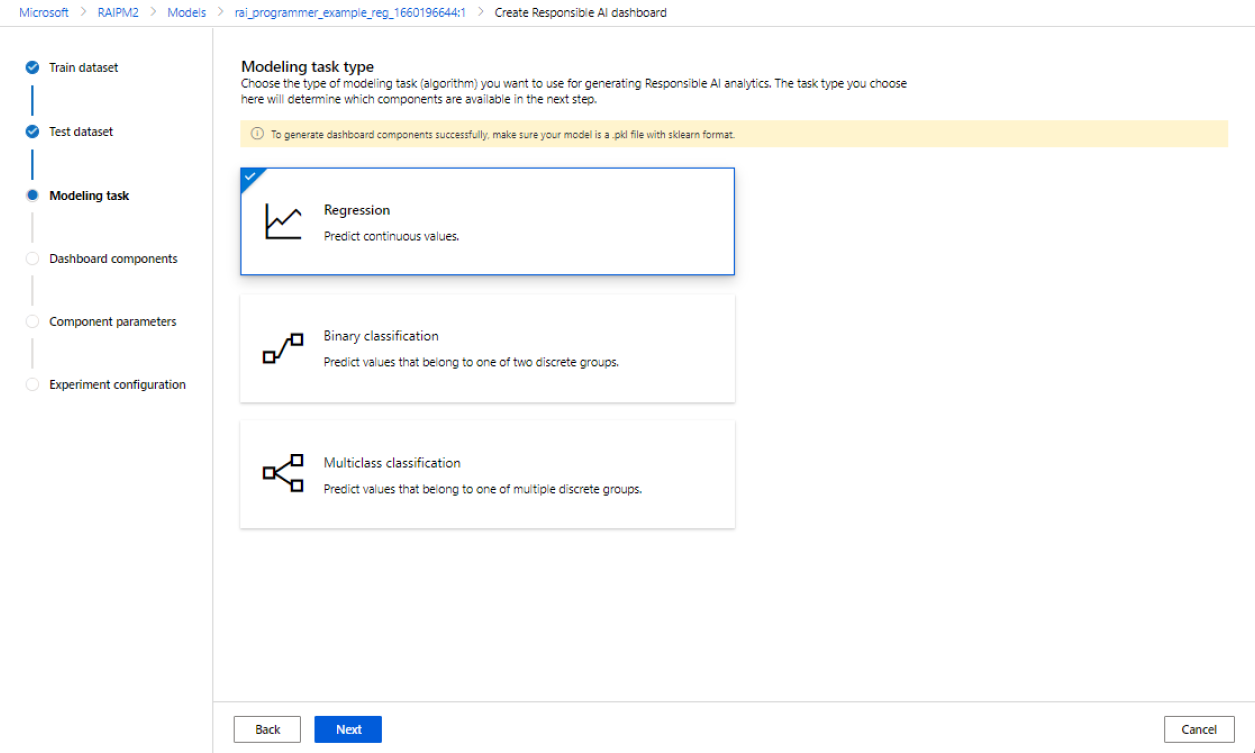 Microsoft > RAIPM2 > Models > rai_programmer_example_reg_1660196644:1 > Create Responsible AI dashboard
Train dataset
Test dataset
Modeling task
Dashboard components
Component parameters
Experiment configuration
Modeling task type
Choose the type of modeling task (algorithm) you want to use for generating Responsible AI analytics. The task type you choose
here will determine which components are available in the next step.
To generate dashboard components successfully, make sure your model is a .pkl file with sklearn format.
Regression
Predict continuous values.
Binary classification
Predict values that belong to one of two discrete groups.
Multiclass classification
Predict values that belong to one of multiple discrete groups.
Back
Next
Cancel